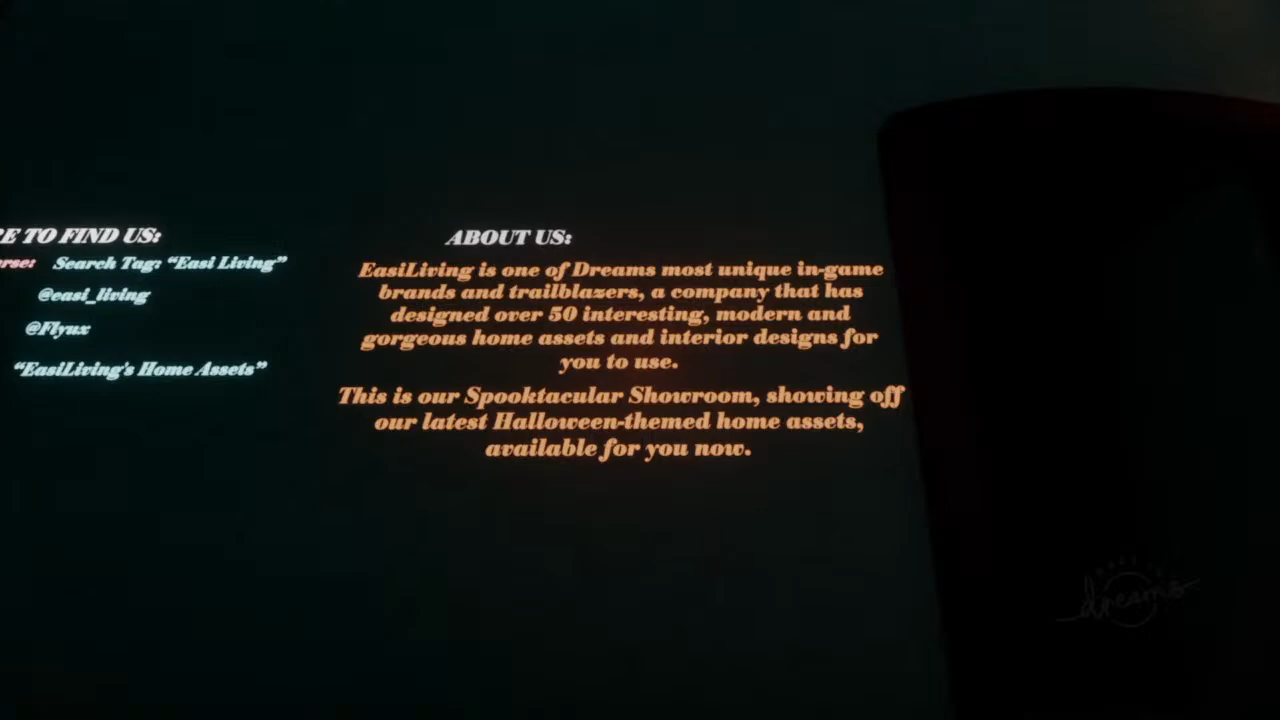 RE TO FIND US:
rse: Search Tag: “Easi Living”
@easi_living
@Flyux
“EasiLiving's Home Assets”
ABOUT US:
EasiLiving is one of Dreams most unique in-game
brands and trailblazers, a company that has
designed over 50 interesting, modern and
gorgeous home assets and interior designs for
you to use.
This is our Spooktacular Showroom, showing off
our latest Halloween-themed home assets,
available for you now.
dreams